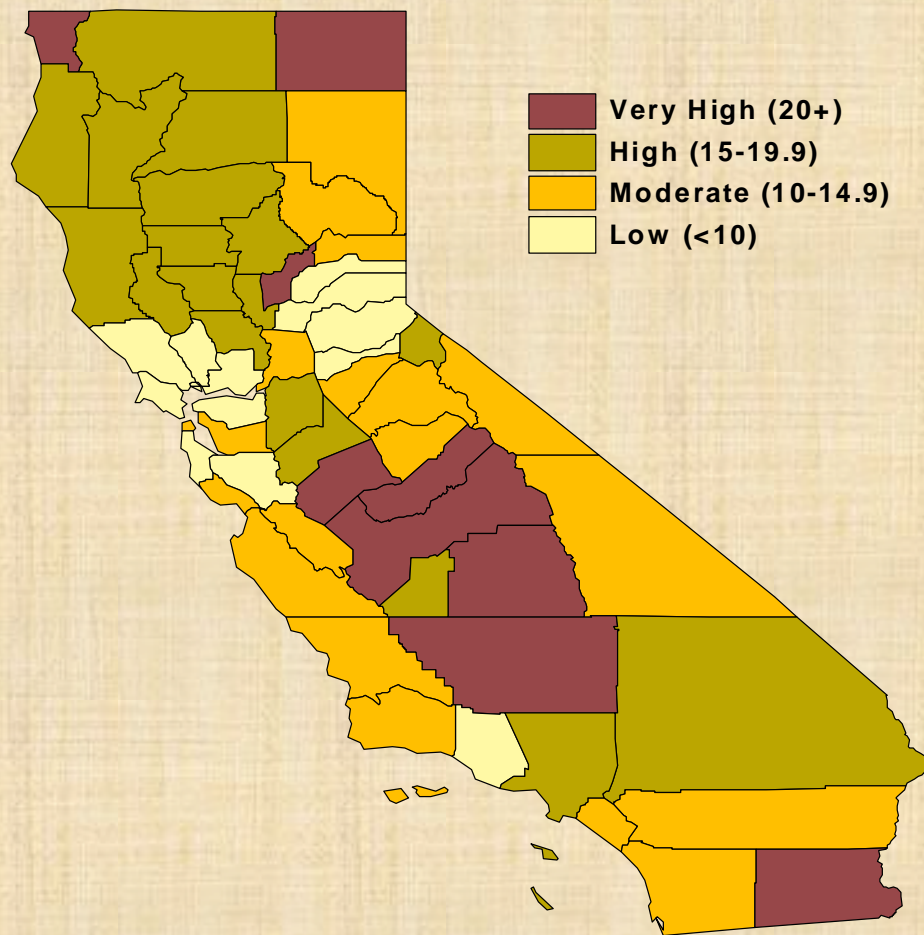 Very High (20+)
High (15-19.9)
Moderate (10-14.9)
Low (<10)